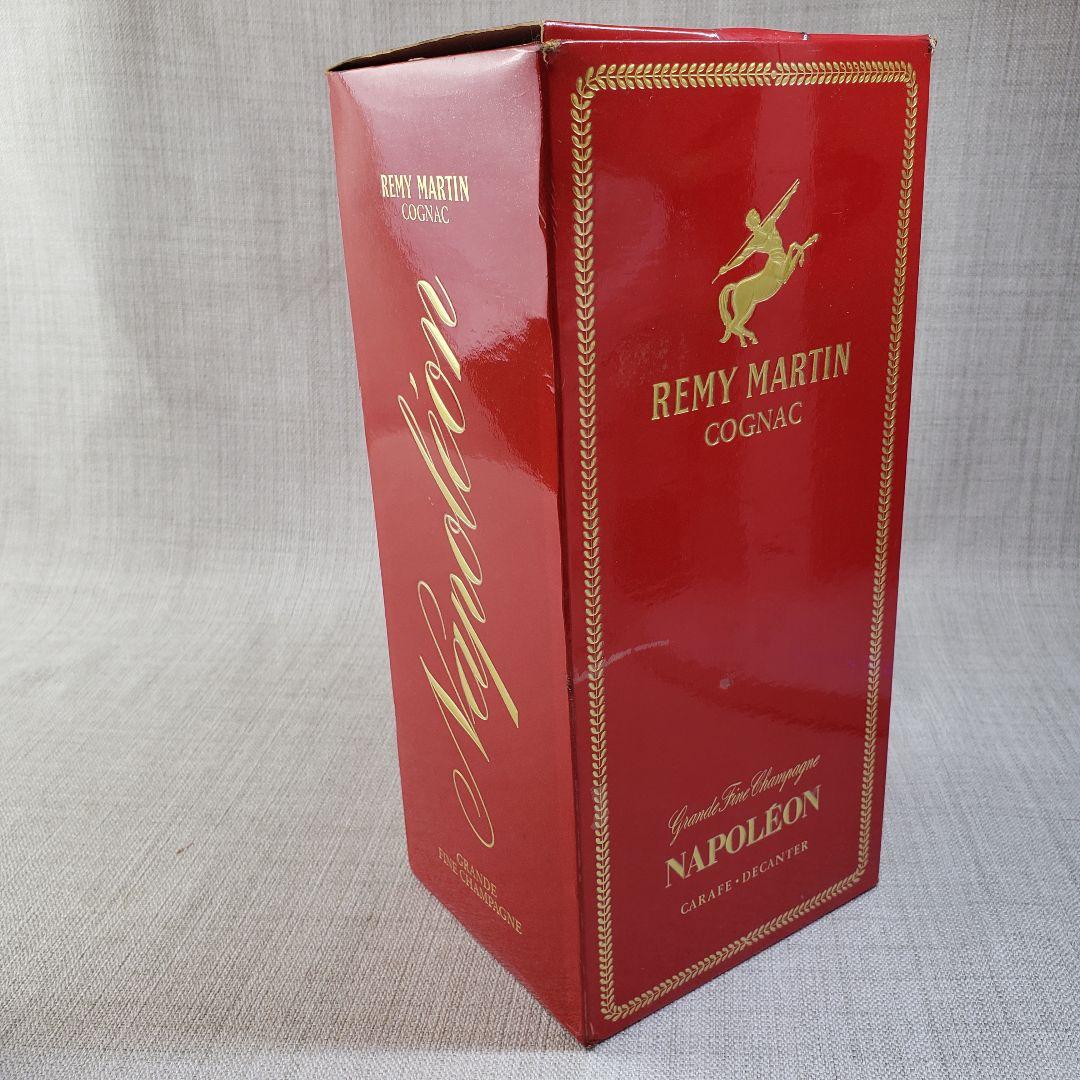 REMY MARTIN
COGNAC
Napoléon
GRANDE
FINE CHAMPAGNE
REMY MARTIN
COGNAC
Grande Fine Champagne
NAPOLÉON
CARAFE • DECANTER